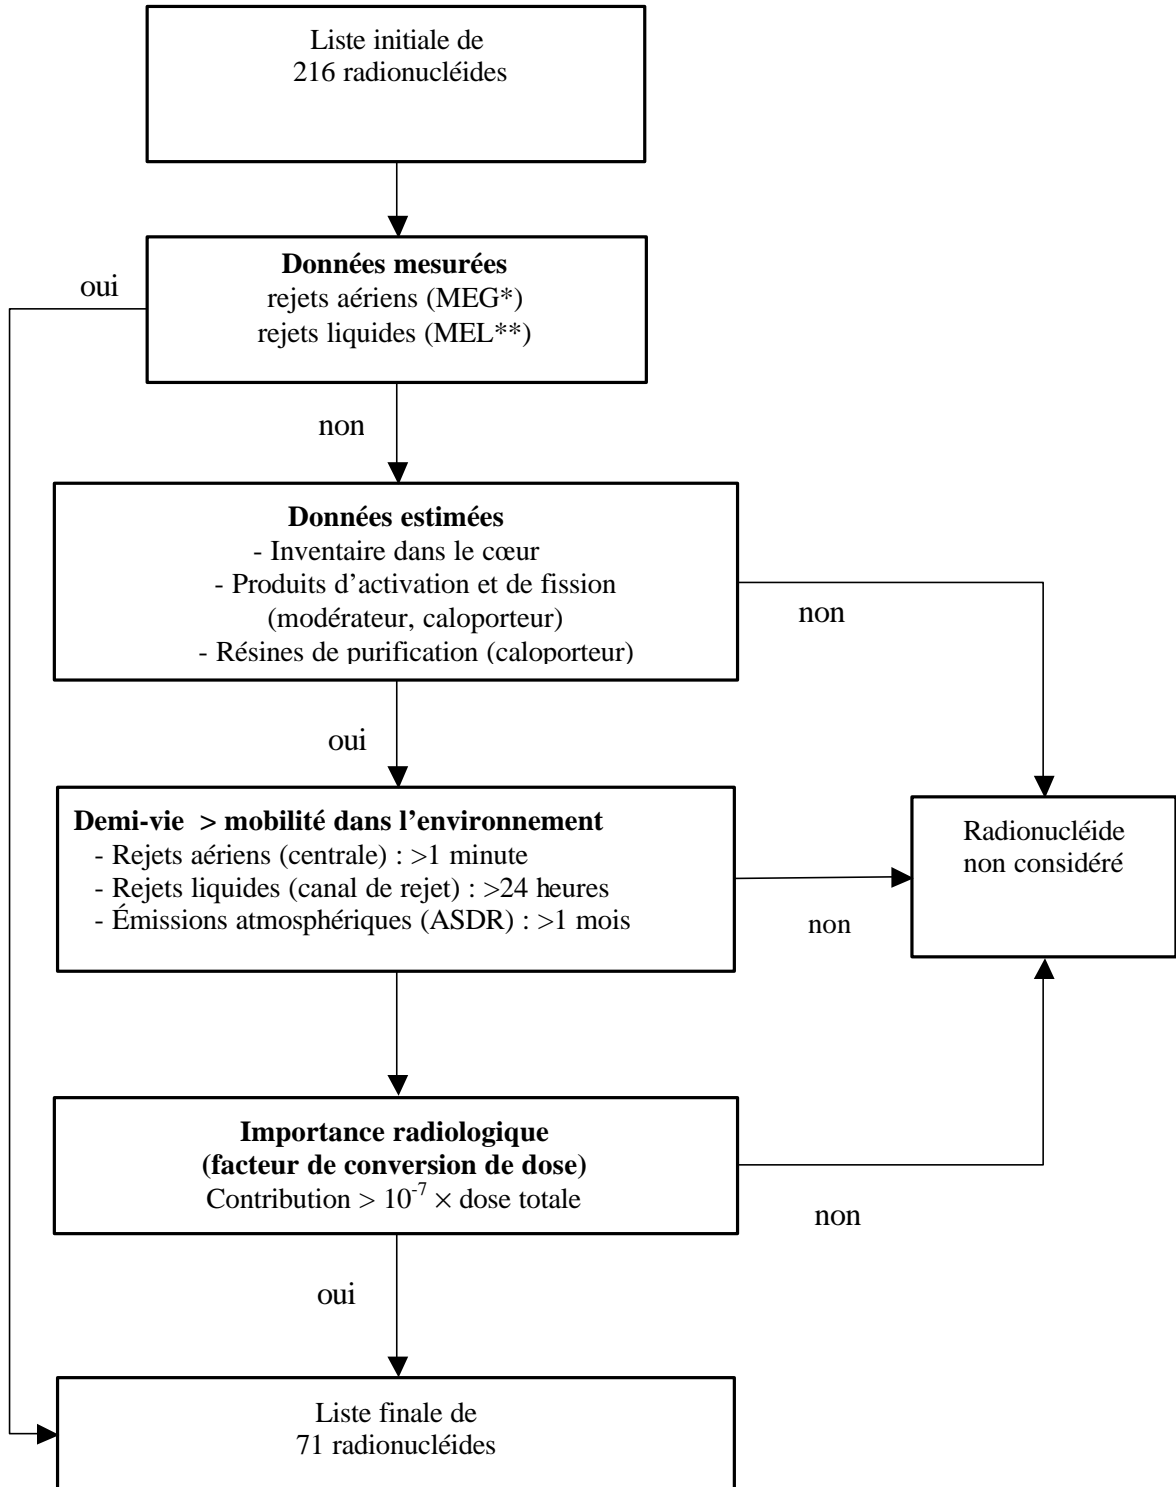 Liste initiale de
216 radionucléides
Données mesurées
rejets aériens (MEG*)
rejets liquides (MEL**)
oui
non
Données estimées
- Inventaire dans le cœur
- Produits d’activation et de fission
(modérateur, caloporteur)
- Résines de purification (caloporteur)
non
oui
Demi-vie > mobilité dans l’environnement
- Rejets aériens (centrale) : >1 minute
- Rejets liquides (canal de rejet) : >24 heures
- Émissions atmosphériques (ASDR) : >1 mois
non
Radionucléide
non considéré
Importance radiologique
(facteur de conversion de dose)
Contribution > 10⁻⁷ × dose totale
non
oui
Liste finale de
71 radionucléides